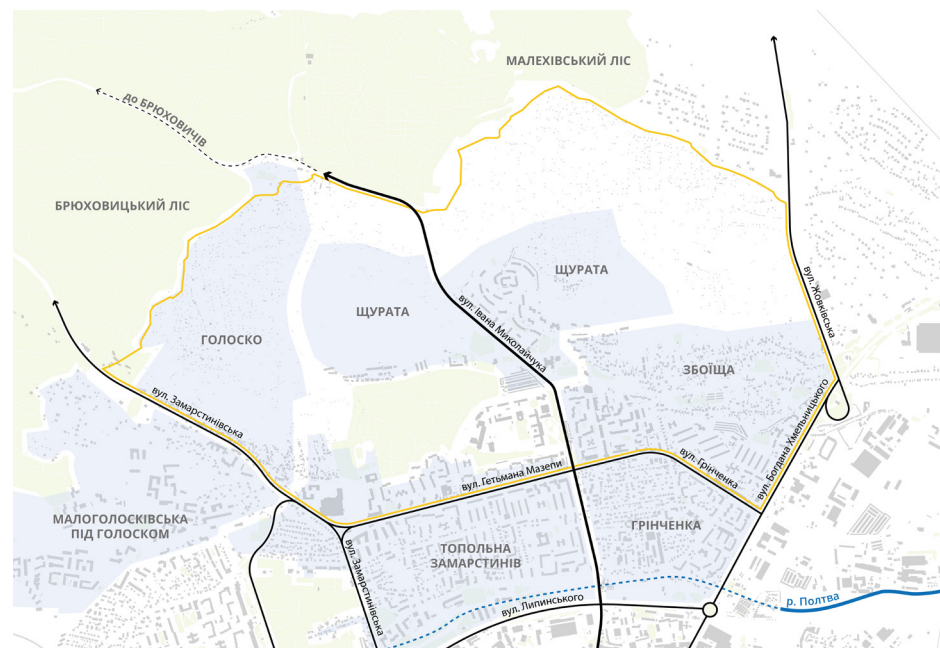 МАЛЕХІВСЬКИЙ ЛІС
до БРЮХОВИЧІВ
БРЮХОВИЦЬКИЙ ЛІС
ЩУРАТА
вул. Жовківська
ЩУРАТА
вул. Івана Миколайчука
ГОЛОСКО
ЗБОЇЩА
вул. Замарстинівська
вул. Богдана Хмельницького
вул. Грінченка
вул. Гетьмана Мазепи
МАЛОГОЛОСКІВСЬКА
ПІД ГОЛОСКОМ
ГРІНЧЕНКА
ТОПОЛЬНА
ЗАМАРСТИНІВ
вул. Замарстинівська
вул. Липинського
р. Полтва